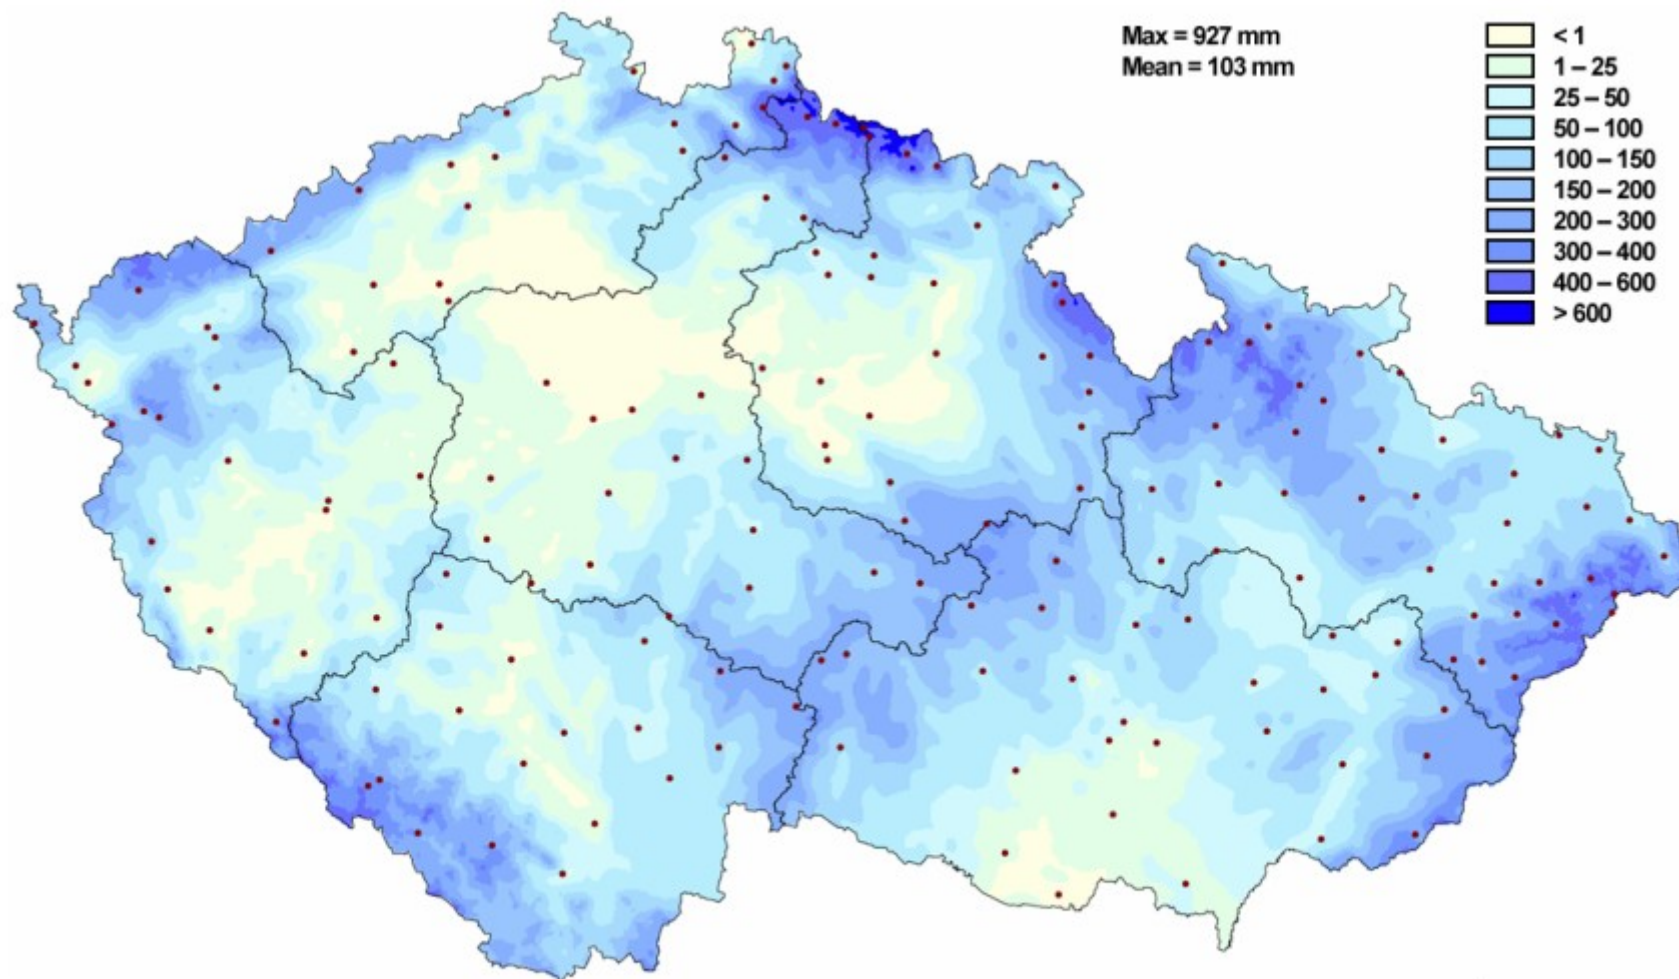 Max = 927 mm
Mean = 103 mm
< 1
1 – 25
25 – 50
50 – 100
100 – 150
150 – 200
200 – 300
300 – 400
400 – 600
> 600